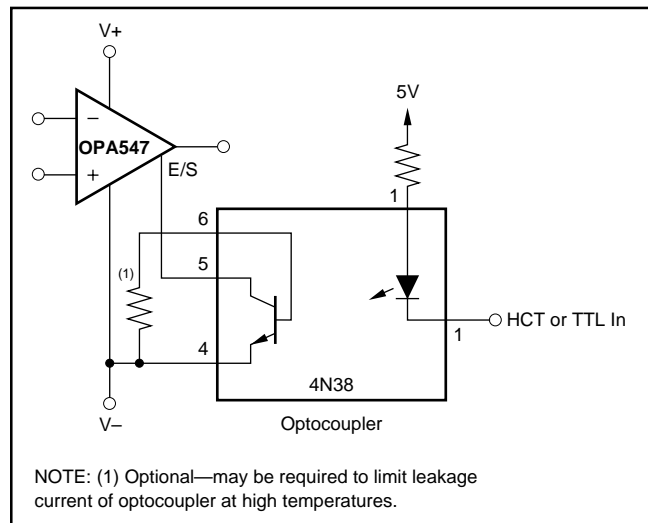 V+
5V
−
OPA547
+
E/S
1
6
(1)
5
HCT or TTL In
1
4
4N38
V–
Optocoupler
NOTE: (1) Optional—may be required to limit leakage
current of optocoupler at high temperatures.